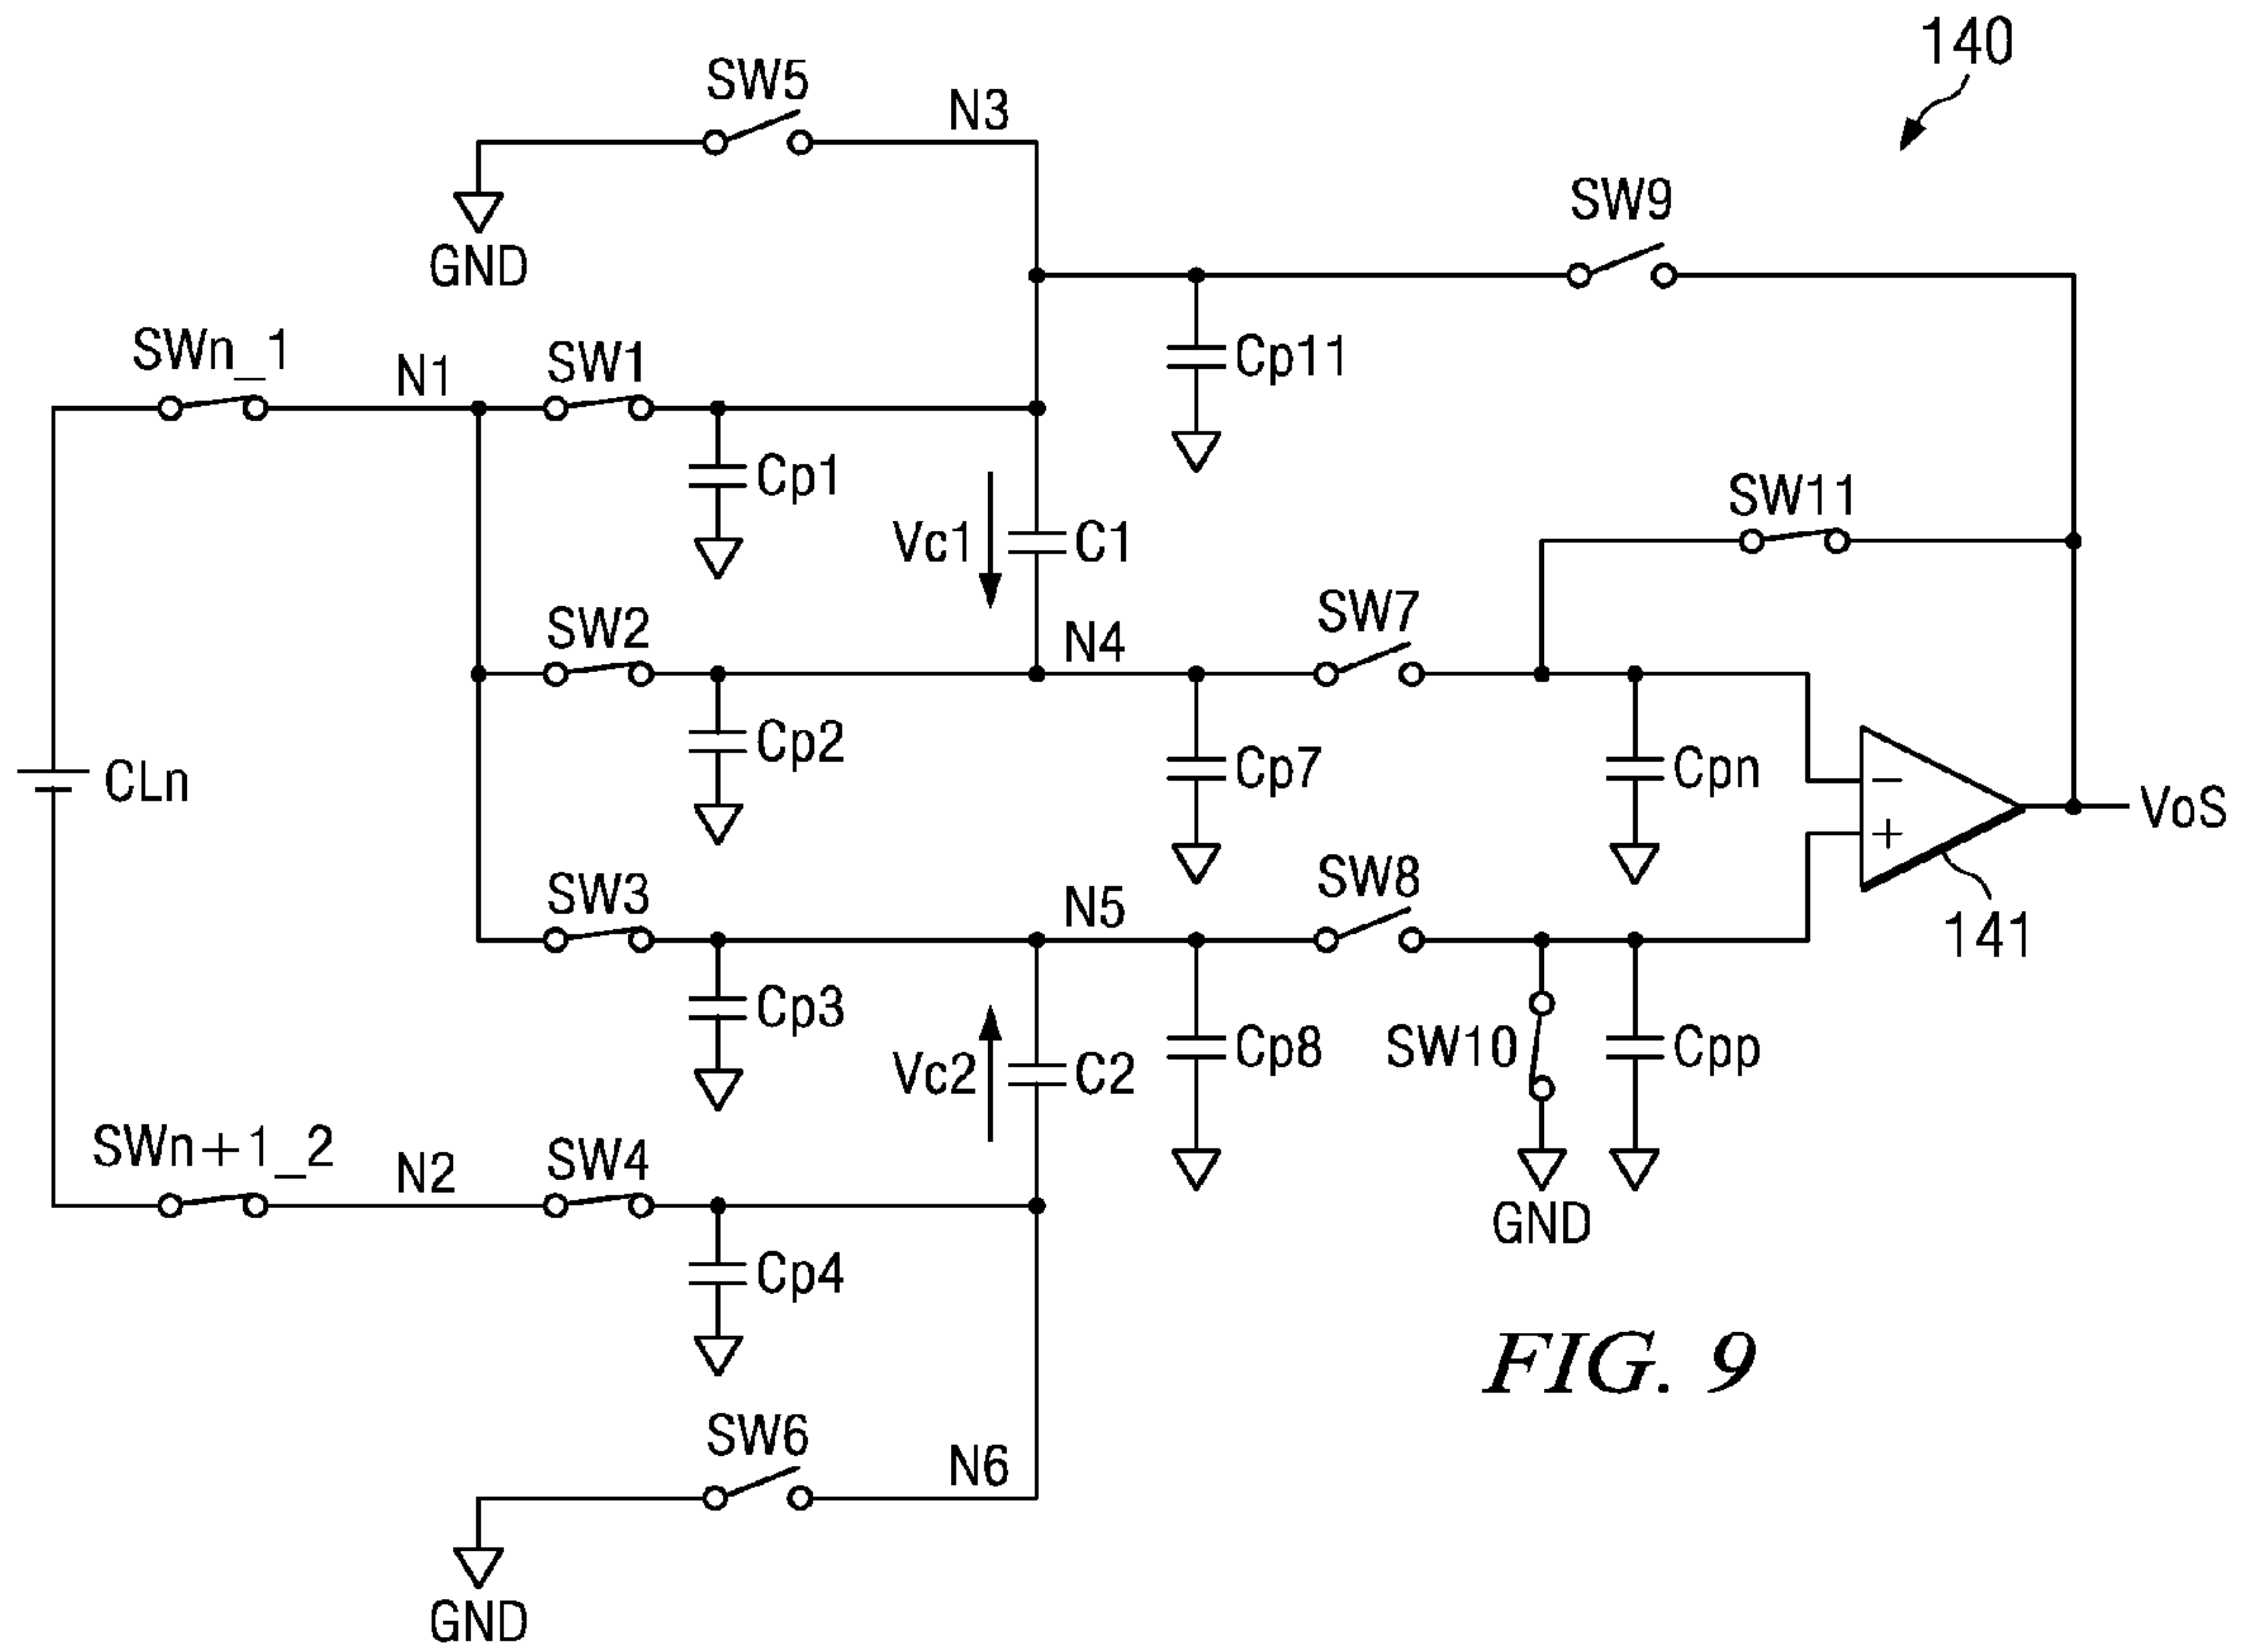 140
SW5
N3
SW9
GND
SWn_1
N1
SW1
Cp11
Cp1
Vc1
C1
SW11
SW2
N4
SW7
Cp2
Cp7
Cpn
CLn
−
+
VoS
141
SW3
N5
SW8
Cp3
Vc2
C2
Cp8
SW10
Cpp
SWn+1_2
N2
SW4
GND
Cp4
FIG. 9
SW6
N6
GND